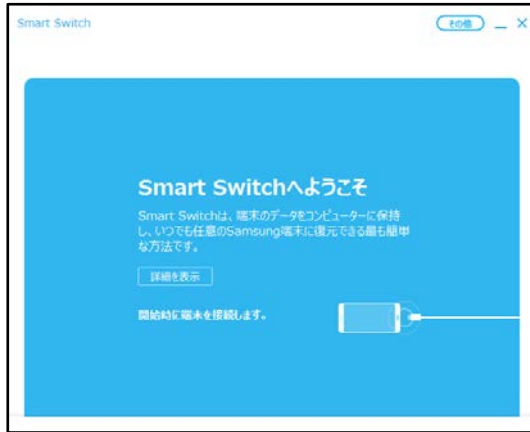 Smart Switch
その他
Smart Switchへようこそ
Smart Switchは、端末のデータをコンピューターに保持
し、いつでも任意のSamsung端末に復元できる最も簡単
な方法です。
詳細を表示
開始時に端末を接続します。